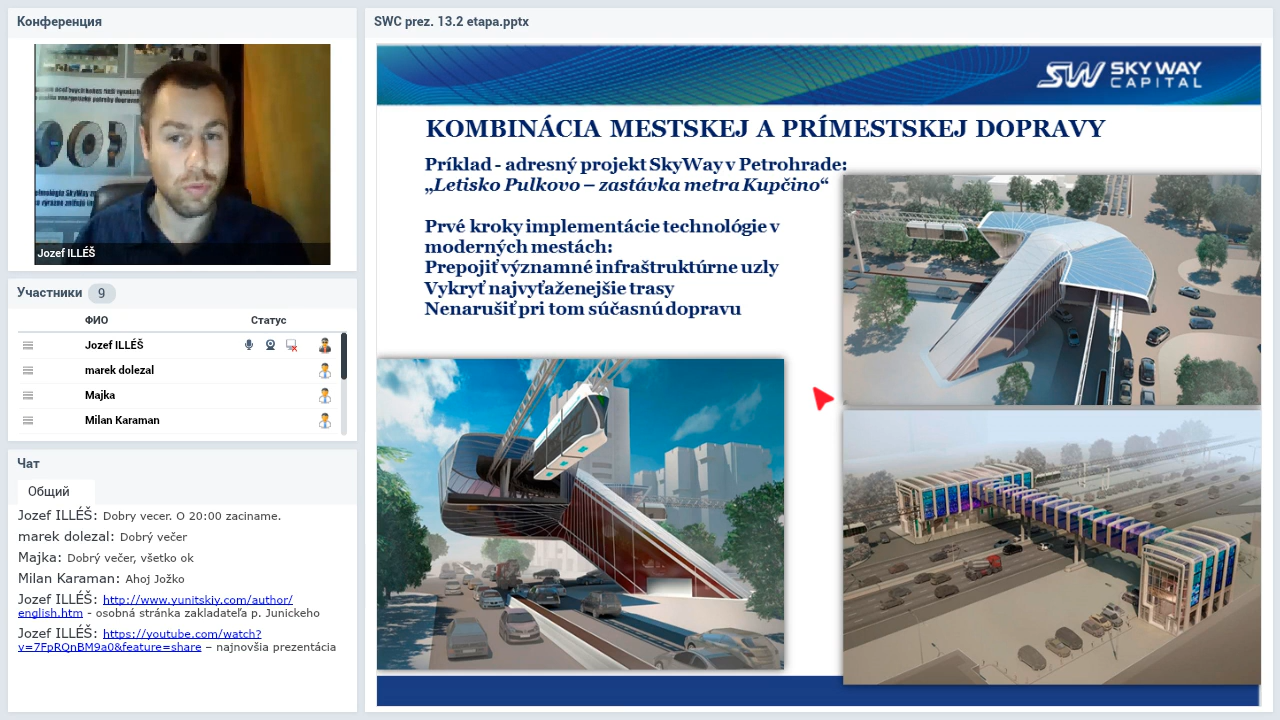 Конференция
Jozef ILLÉŠ
Участники 9
ФИО Статус
Jozef ILLÉŠ
marek dolezal
Majka
Milan Karaman
Чат
Общий
Jozef ILLÉŠ: Dobry vecer. O 20:00 zaciname.
marek dolezal: Dobrý večer
Majka: Dobrý večer, všetko ok
Milan Karaman: Ahoj Jožko
Jozef ILLÉŠ: http://www.yunitskiy.com/author/
english.htm - osobná stránka zakladateľa p. Junickeho
Jozef ILLÉŠ: https://youtube.com/watch?
v=7FpRQnBM9a0&feature=share – najnovšia prezentácia
SWC prez. 13.2 etapa.pptx
SW SKY WAY
CAPITAL
KOMBINÁCIA MESTSKEJ A PRÍMESTSKEJ DOPRAVY
Príklad - adresný projekt SkyWay v Petrohrade:
„Letisko Pulkovo – zastávka metra Kupčino“
Prvé kroky implementácie technológie v
moderných mestách:
Prepojiť významné infraštruktúrne uzly
Vykryť najvyťaženejšie trasy
Nenarušiť pri tom súčasnú dopravu